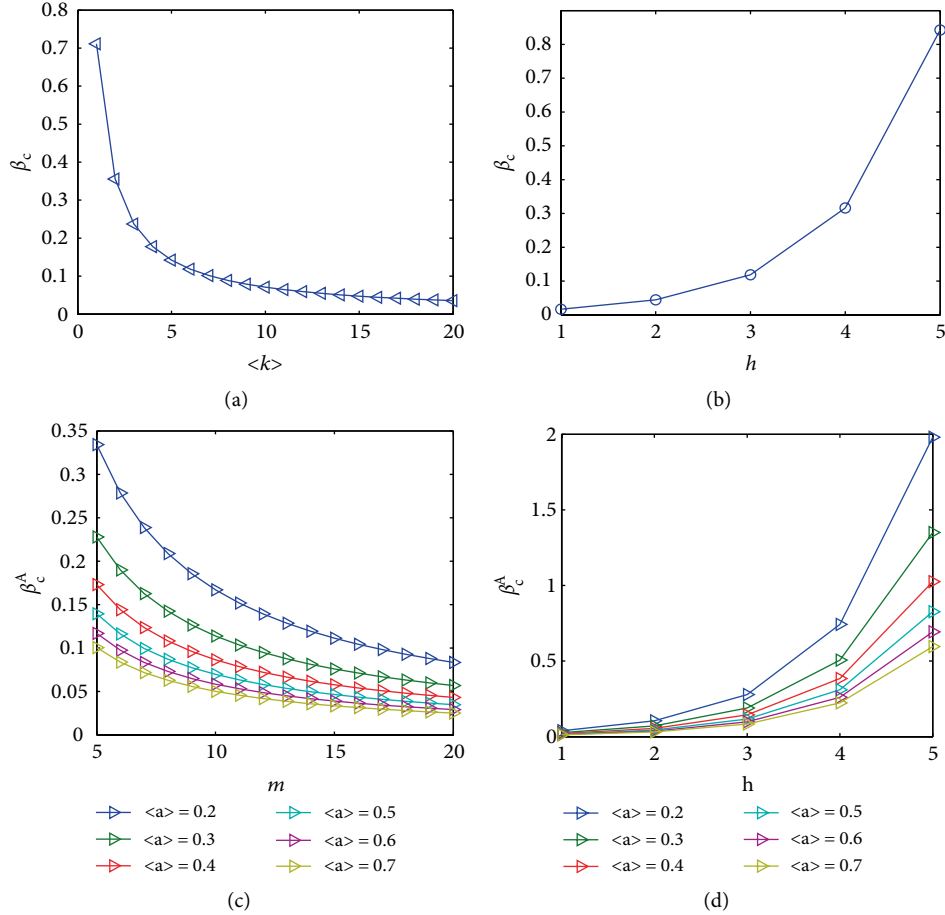 0.8
0.7
0.6
0.5
0.4
0.3
0.2
0.1
0
β_c
0
5
10
15
20
<k>
(a)
0.8
0.7
0.6
0.5
0.4
0.3
0.2
0.1
0
β_c
1
2
3
4
5
h
(b)
0.35
0.3
0.25
0.2
0.15
0.1
0.05
0
β_c^A
5
10
15
20
m
<a> = 0.2
<a> = 0.3
<a> = 0.4
<a> = 0.5
<a> = 0.6
<a> = 0.7
(c)
2
1.5
1
0.5
0
β_c^A
1
2
3
4
5
h
<a> = 0.2
<a> = 0.3
<a> = 0.4
<a> = 0.5
<a> = 0.6
<a> = 0.7
(d)